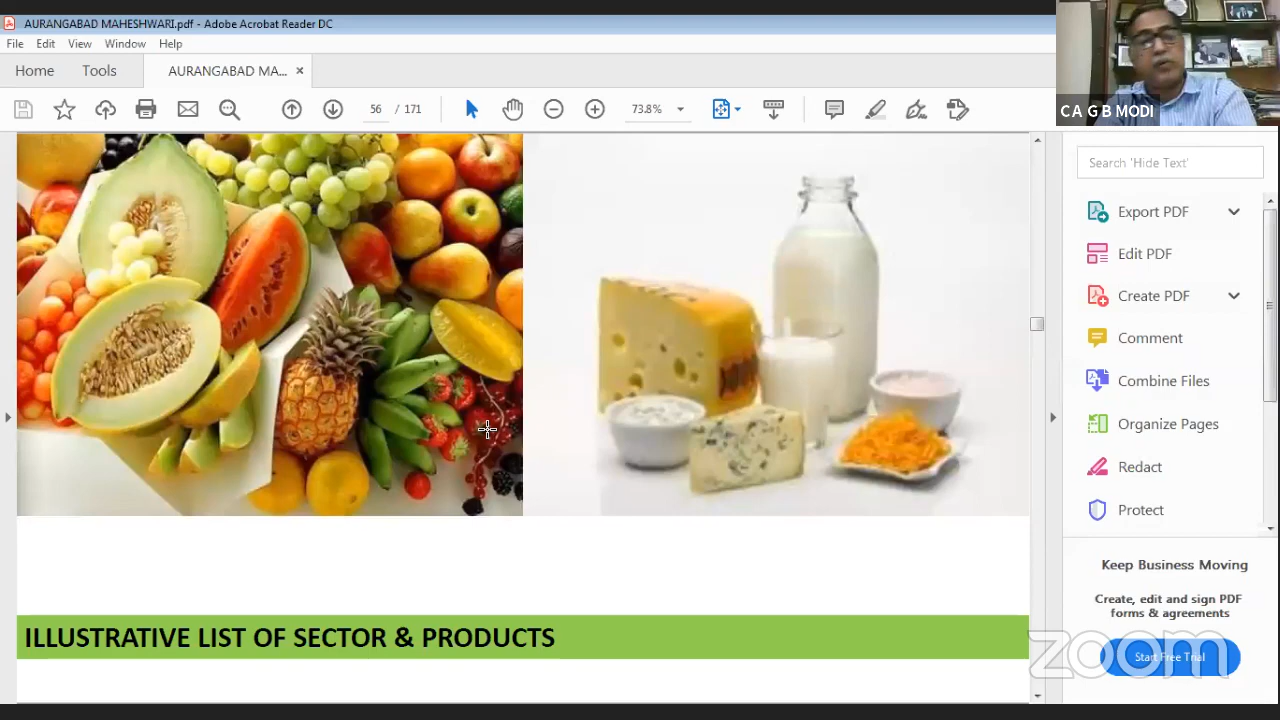 AURANGABAD MAHESHWARI.pdf - Adobe Acrobat Reader DC
File Edit View Window Help
Home Tools AURANGABAD MA... ×
56 / 171 73.8%
C A G B MODI
Search 'Hide Text'
Export PDF
Edit PDF
Create PDF
Comment
Combine Files
Organize Pages
Redact
Protect
Keep Business Moving
Create, edit and sign PDF
forms & agreements
Start Free Trial
zoom
ILLUSTRATIVE LIST OF SECTOR & PRODUCTS